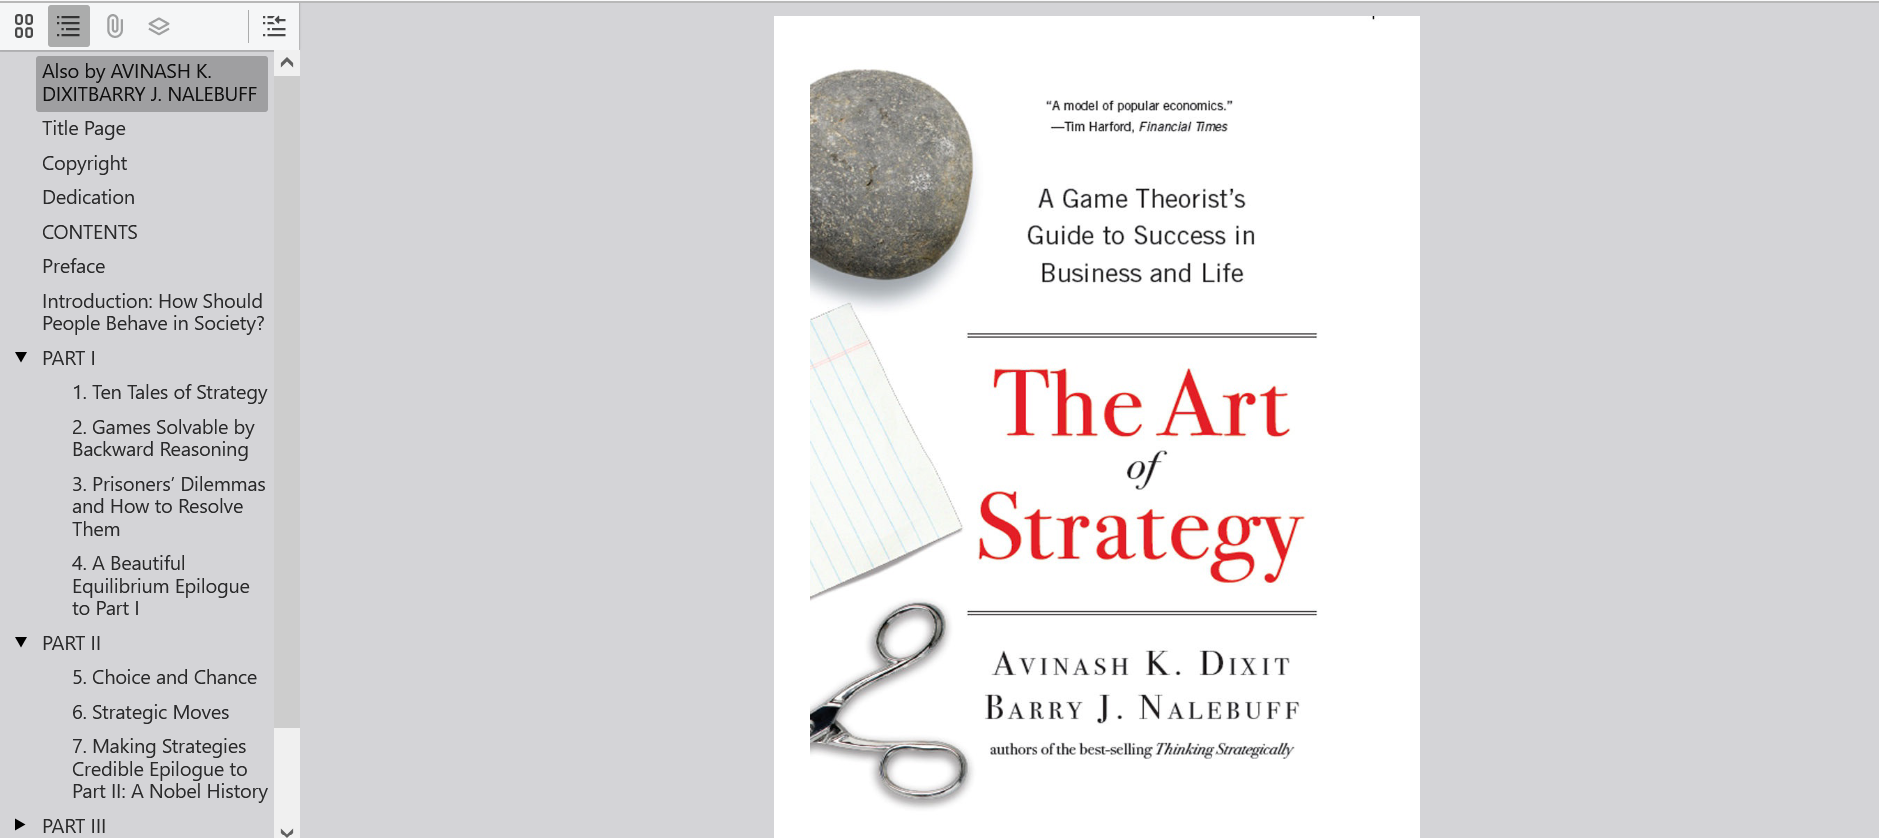 Also by AVINASH K.
DIXITBARRY J. NALEBUFF
Title Page
Copyright
Dedication
CONTENTS
Preface
Introduction: How Should
People Behave in Society?
PART I
1. Ten Tales of Strategy
2. Games Solvable by
Backward Reasoning
3. Prisoners’ Dilemmas
and How to Resolve
Them
4. A Beautiful
Equilibrium Epilogue
to Part I
PART II
5. Choice and Chance
6. Strategic Moves
7. Making Strategies
Credible Epilogue to
Part II: A Nobel History
PART III
“A model of popular economics.”
—Tim Harford, Financial Times
A Game Theorist’s
Guide to Success in
Business and Life
The Art
of
Strategy
AVINASH K. DIXIT
BARRY J. NALEBUFF
authors of the best-selling Thinking Strategically